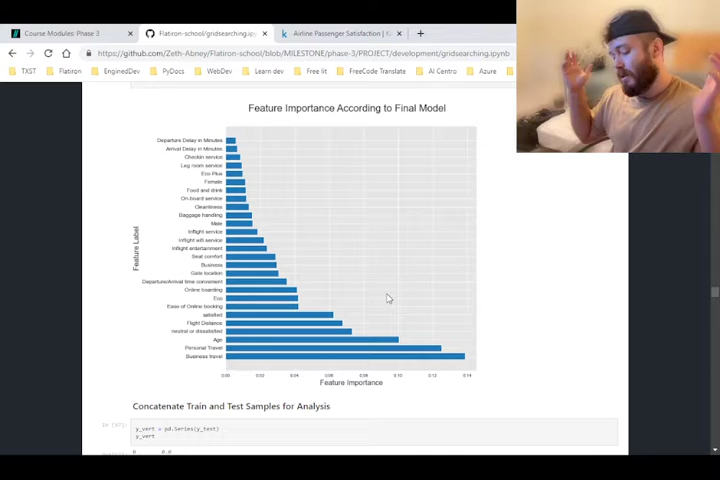 Course Modules: Phase 3
Flatiron-school/gridsearching.ipy
Airline Passenger Satisfaction | K
https://github.com/Zeth-Abney/Flatiron-school/blob/MILESTONE/phase-3/PROJECT/development/gridsearching.ipynb
TXST
Flatiron
EnginedDev
PyDocs
WebDev
Learn dev
Free lit
FreeCode Translate
AI Centro
Azure
Feature Importance According to Final Model
Departure Delay in Minutes
Arrival Delay in Minutes
Checkin service
Leg room service
Eco Plus
Female
Food and drink
On-board service
Cleanliness
Baggage handling
Male
Inflight service
Inflight wifi service
Inflight entertainment
Seat comfort
Business
Gate location
Departure/Arrival time convenient
Online boarding
Eco
Ease of Online booking
satisfied
Flight Distance
neutral or dissatisfied
Age
Personal Travel
Business travel
Feature Label
0.00 0.02 0.04 0.06 0.08 0.10 0.12 0.14
Feature Importance
Concatenate Train and Test Samples for Analysis
y_vert = pd.Series(y_test)
y_vert
0 0.0